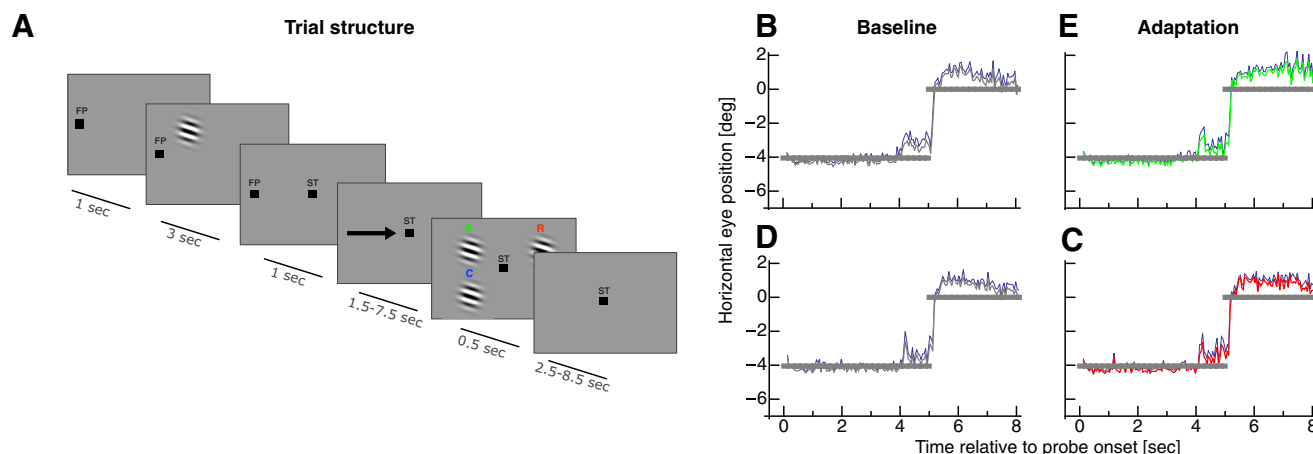 A
Trial structure
FP
1 sec
FP
3 sec
FP ST
1 sec
ST
1.5-7.5 sec
S R
ST
C
0.5 sec
ST
2.5-8.5 sec
B
Baseline
E
Adaptation
2
0
−2
−4
−6
D
C
2
0
−2
−4
−6
Horizontal eye position [deg]
0 2 4 6 8
0 2 4 6 8
Time relative to probe onset [sec]